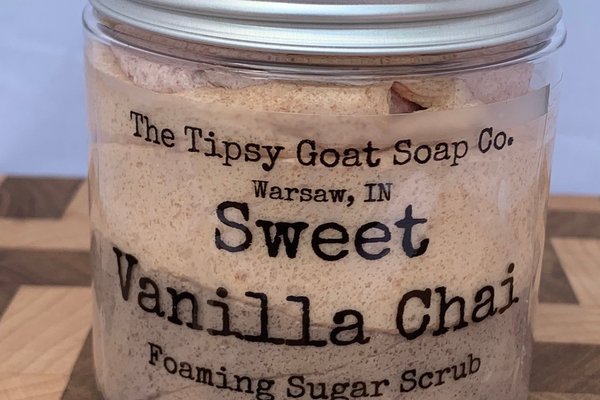 The Tipsy Goat Soap Co.
Warsaw, IN
Sweet
Vanilla Chai
Foaming Sugar Scrub